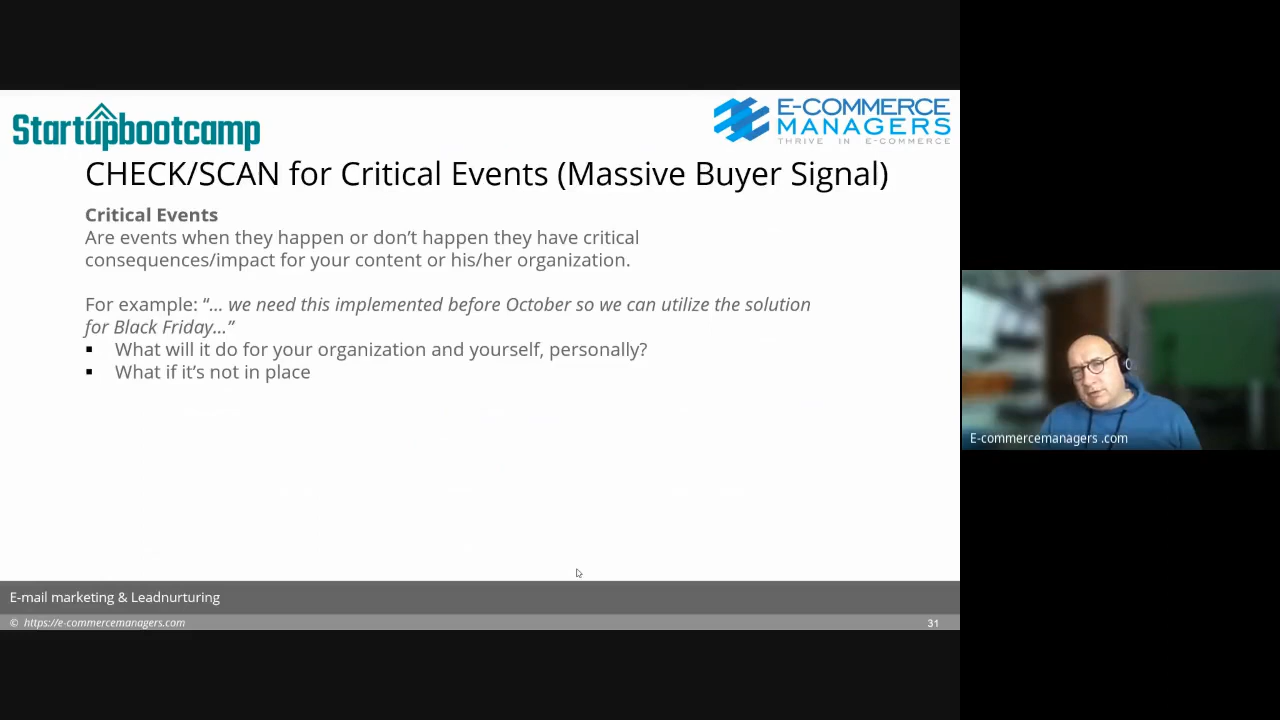 Startupbootcamp
E-COMMERCE
MANAGERS
THRIVE IN E-COMMERCE
CHECK/SCAN for Critical Events (Massive Buyer Signal)
Critical Events
Are events when they happen or don’t happen they have critical
consequences/impact for your content or his/her organization.
For example: “… we need this implemented before October so we can utilize the solution
for Black Friday…”
▪ What will it do for your organization and yourself, personally?
▪ What if it’s not in place
E-commercemanagers .com
E-mail marketing & Leadnurturing
© https://e-commercemanagers.com
31